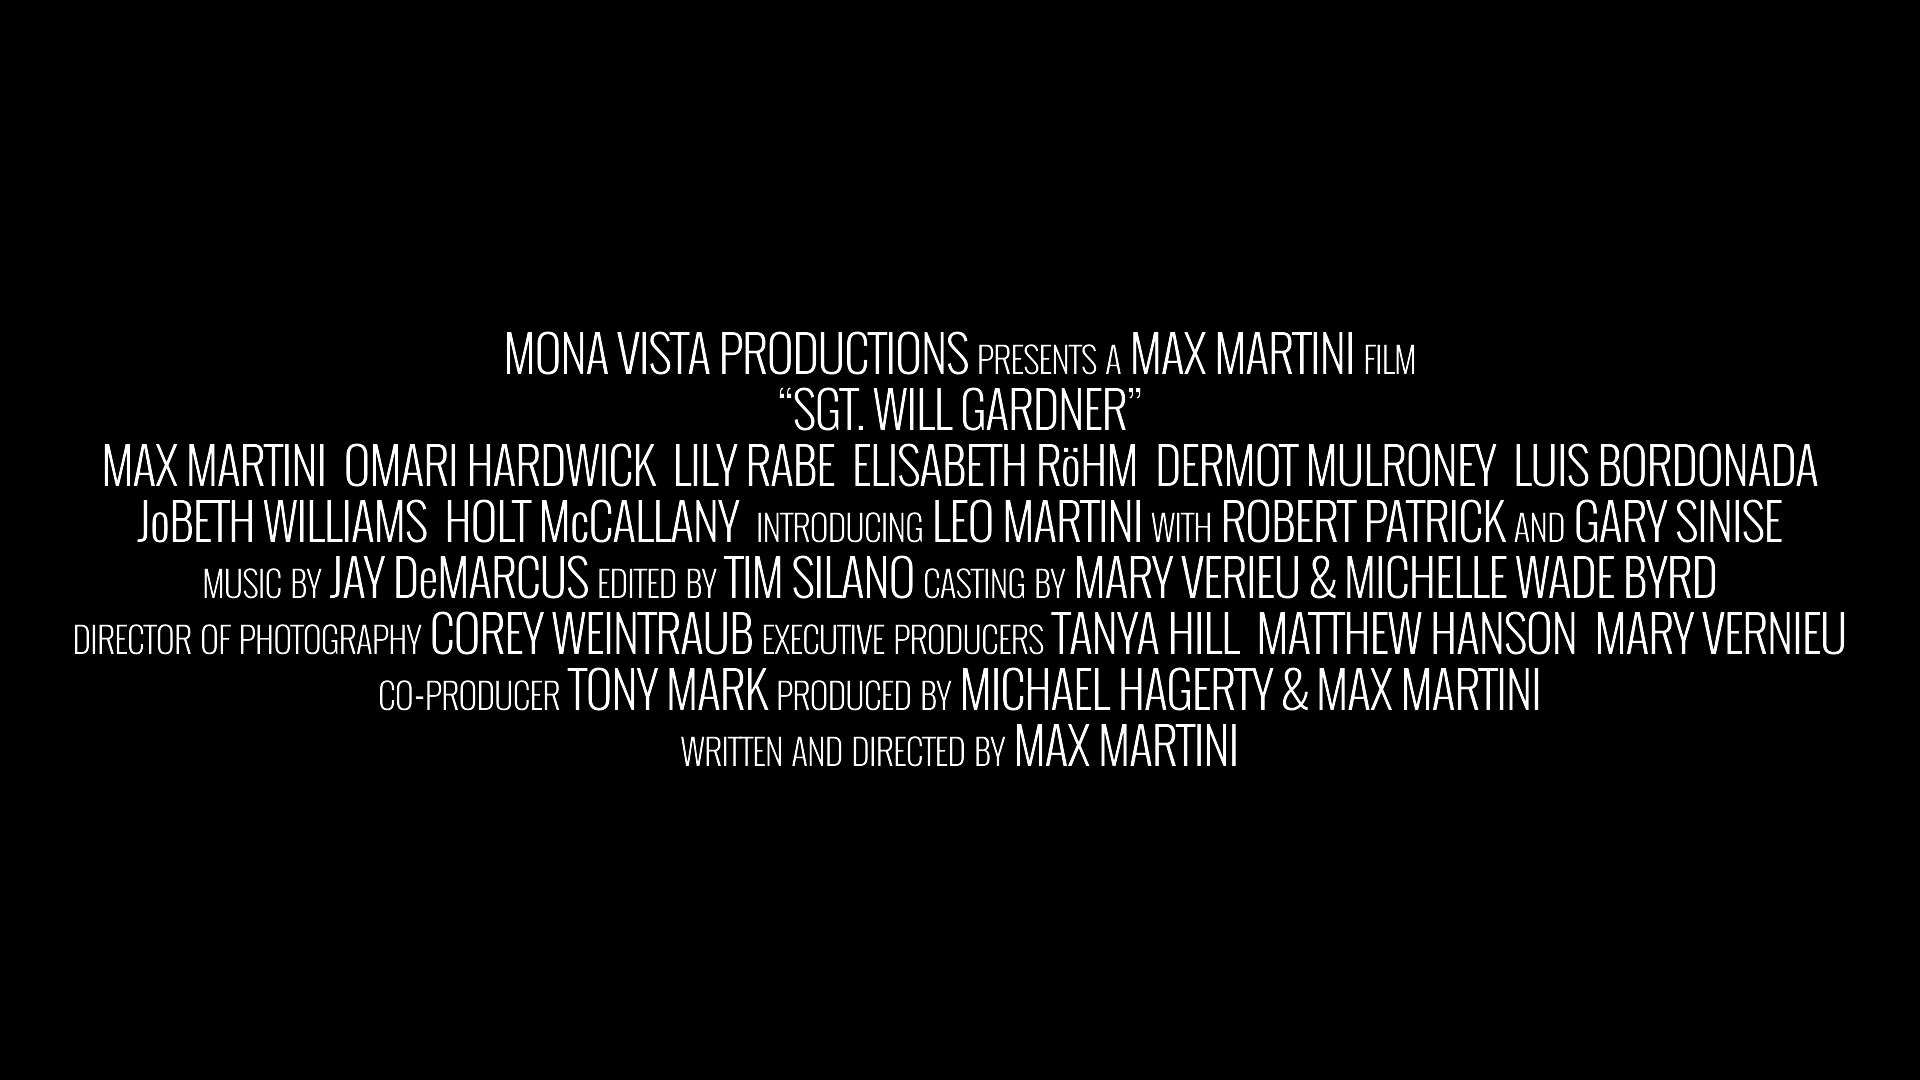 MONA VISTA PRODUCTIONS PRESENTS A MAX MARTINI FILM
“SGT. WILL GARDNER”
MAX MARTINI OMARI HARDWICK LILY RABE ELISABETH RöHM DERMOT MULRONEY LUIS BORDONADA
JoBETH WILLIAMS HOLT McCALLANY INTRODUCING LEO MARTINI WITH ROBERT PATRICK AND GARY SINISE
MUSIC BY JAY DeMARCUS EDITED BY TIM SILANO CASTING BY MARY VERIEU & MICHELLE WADE BYRD
DIRECTOR OF PHOTOGRAPHY COREY WEINTRAUB EXECUTIVE PRODUCERS TANYA HILL MATTHEW HANSON MARY VERNIEU
CO-PRODUCER TONY MARK PRODUCED BY MICHAEL HAGERTY & MAX MARTINI
WRITTEN AND DIRECTED BY MAX MARTINI